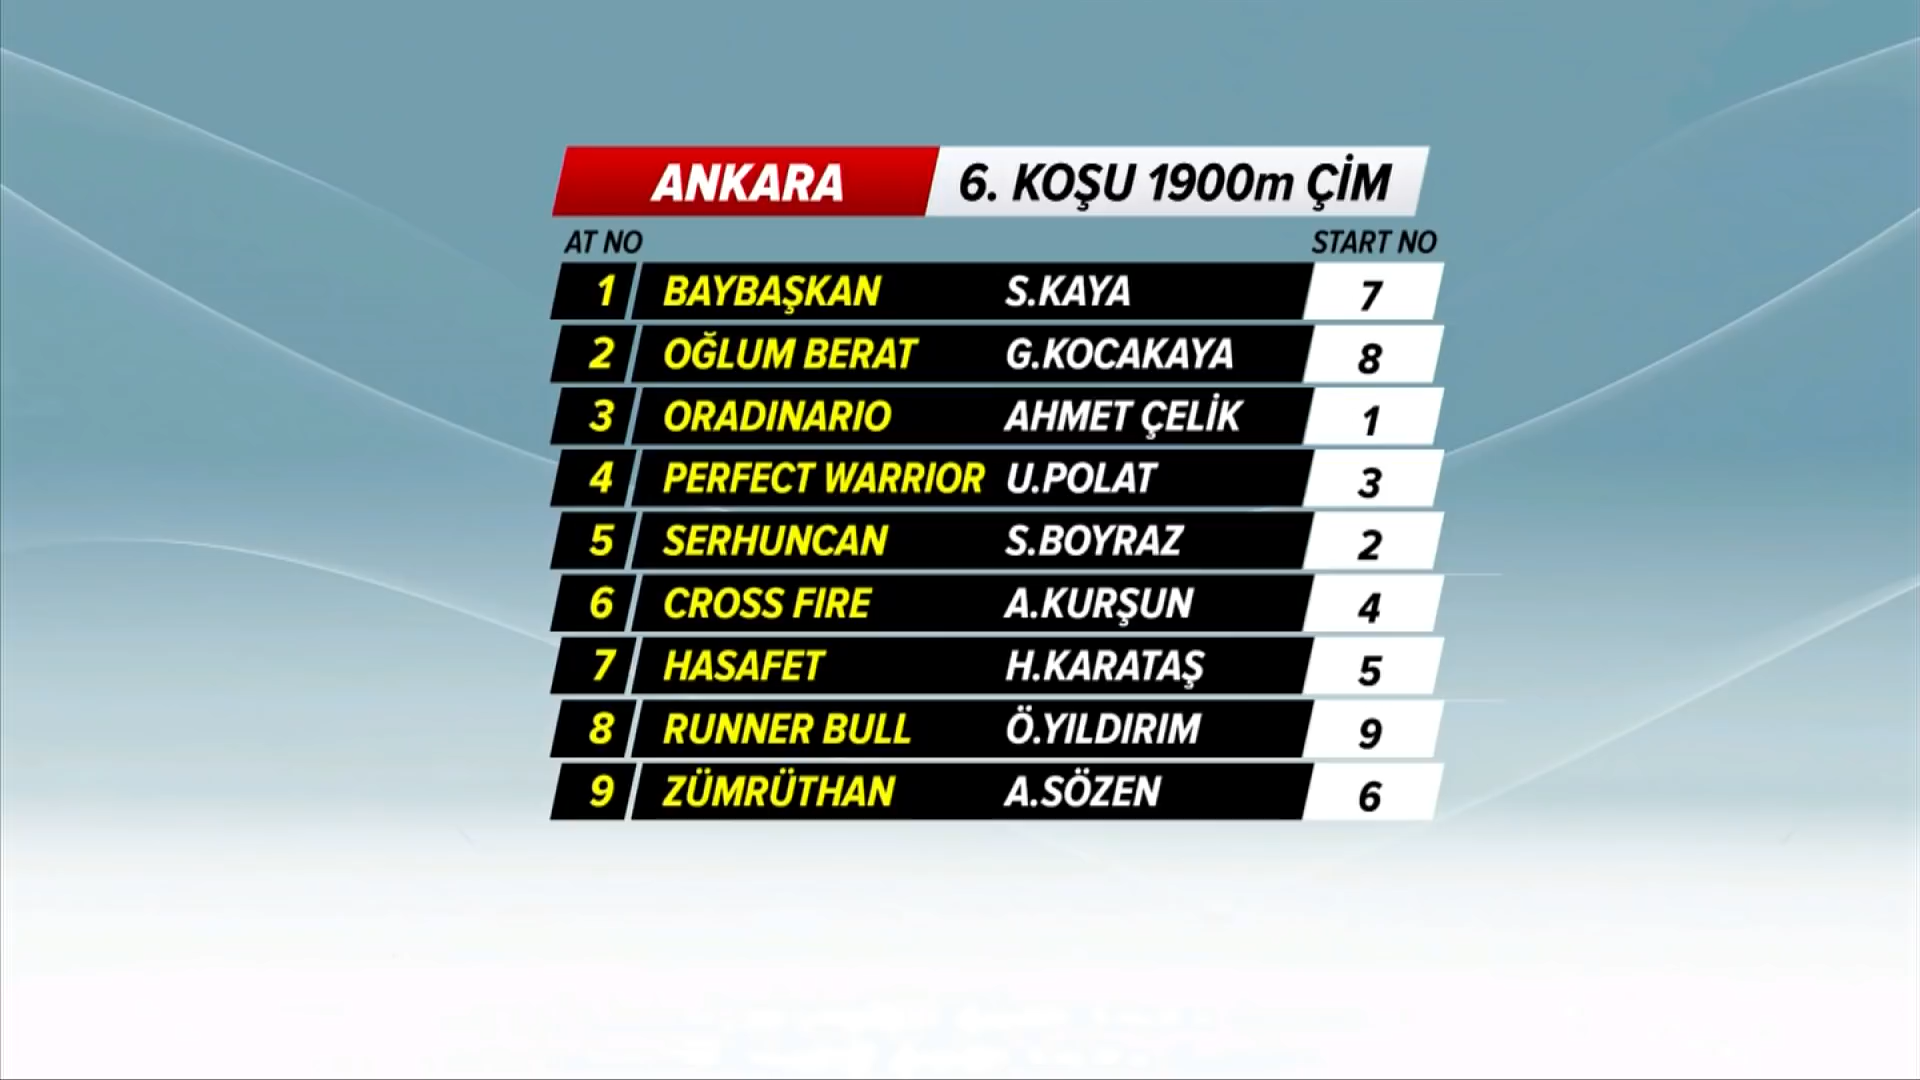 ANKARA 6. KOŞU 1900m ÇİM
AT NO START NO
1 BAYBAŞKAN S.KAYA 7
2 OĞLUM BERAT G.KOCAKAYA 8
3 ORADINARIO AHMET ÇELİK 1
4 PERFECT WARRIOR U.POLAT 3
5 SERHUNCAN S.BOYRAZ 2
6 CROSS FIRE A.KURŞUN 4
7 HASAFET H.KARATAŞ 5
8 RUNNER BULL Ö.YILDIRIM 9
9 ZÜMRÜTHAN A.SÖZEN 6